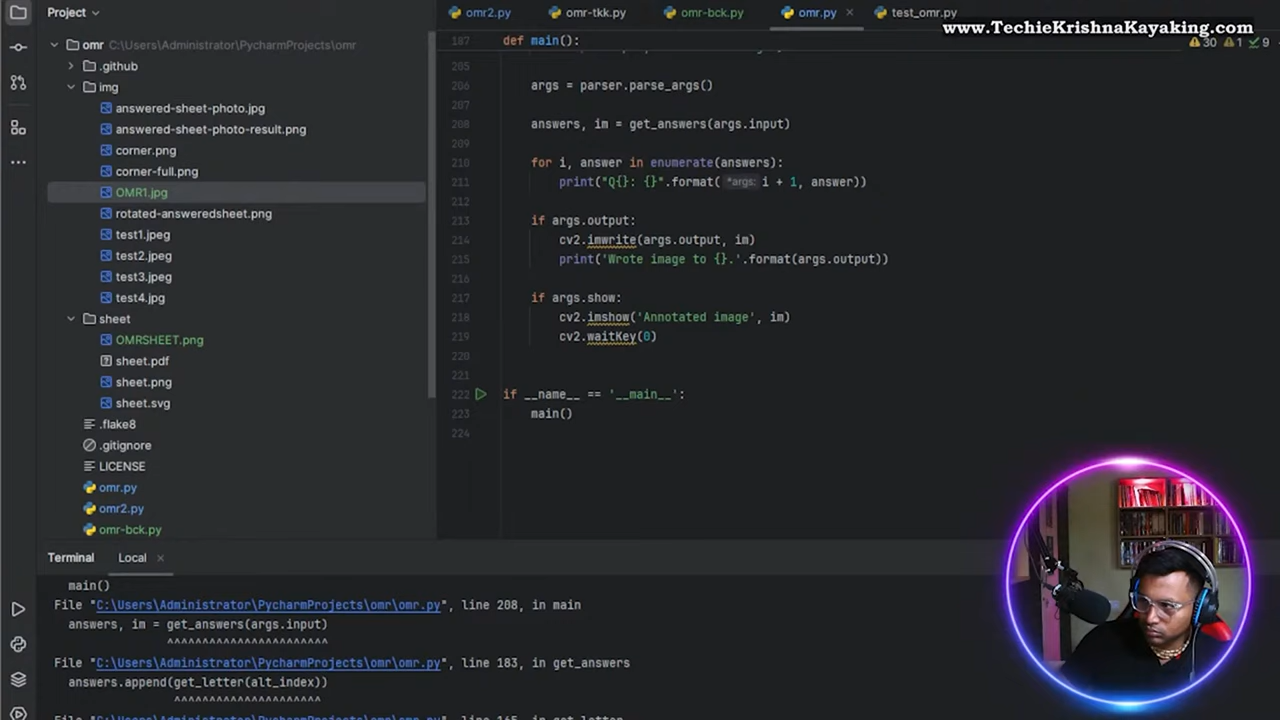 Project
omr2.py
omr-tkk.py
omr-bck.py
omr.py
test_omr.py
www.TechieKrishnaKayaking.com
omr C:\Users\Administrator\PycharmProjects\omr
.github
img
answered-sheet-photo.jpg
answered-sheet-photo-result.png
corner.png
corner-full.png
OMR1.jpg
rotated-answeredsheet.png
test1.jpeg
test2.jpeg
test3.jpeg
test4.jpg
sheet
OMRSHEET.png
sheet.pdf
sheet.png
sheet.svg
.flake8
.gitignore
LICENSE
omr.py
omr2.py
omr-bck.py
30 1 9
187 def main():
205
206 args = parser.parse_args()
207
208 answers, im = get_answers(args.input)
209
210 for i, answer in enumerate(answers):
211 print("Q{}: {}".format( *args: i + 1, answer))
212
213 if args.output:
214 cv2.imwrite(args.output, im)
215 print('Wrote image to {}.'.format(args.output))
216
217 if args.show:
218 cv2.imshow('Annotated image', im)
219 cv2.waitKey(0)
220
221
222 if __name__ == '__main__':
223 main()
224
Terminal Local
main()
File "C:\Users\Administrator\PycharmProjects\omr\omr.py", line 208, in main
answers, im = get_answers(args.input)
^^^^^^^^^^^^^^^^^^^^^^^
File "C:\Users\Administrator\PycharmProjects\omr\omr.py", line 183, in get_answers
answers.append(get_letter(alt_index))
^^^^^^^^^^^^^^^^^^^^^